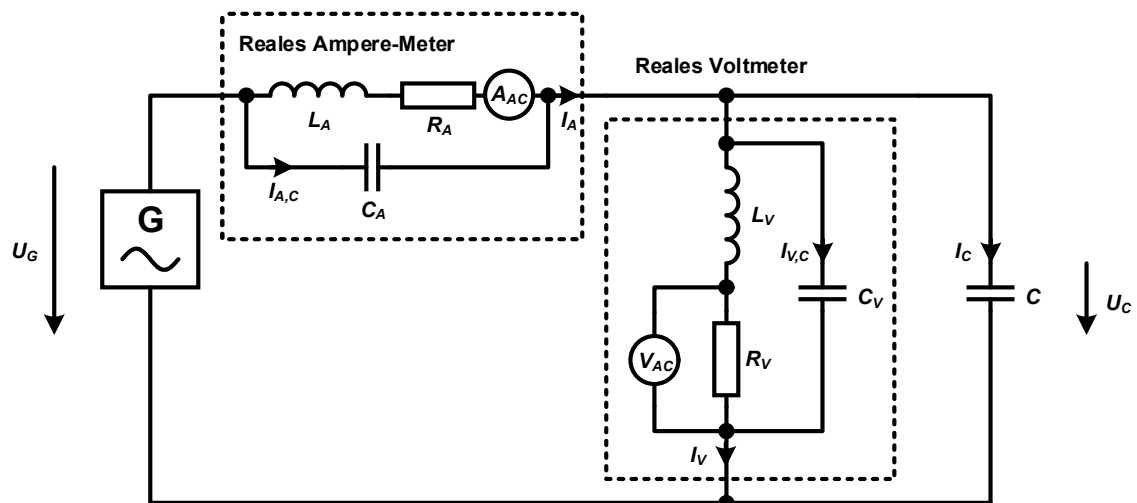 Reales Ampere-Meter
Reales Voltmeter
L_A
R_A
A_AC
I_A
I_A,C
C_A
G
U_G
L_V
I_V,C
C_V
V_AC
R_V
I_V
I_C
C
U_C